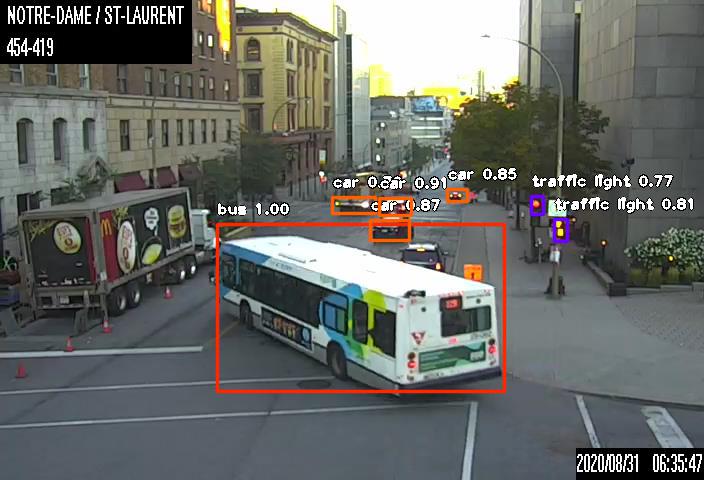 NOTRE-DAME / ST-LAURENT
454-419
car 0.91
car 0.85
traffic light 0.77
car 0.87
traffic light 0.81
bus 1.00
2020/08/31 06:35:47